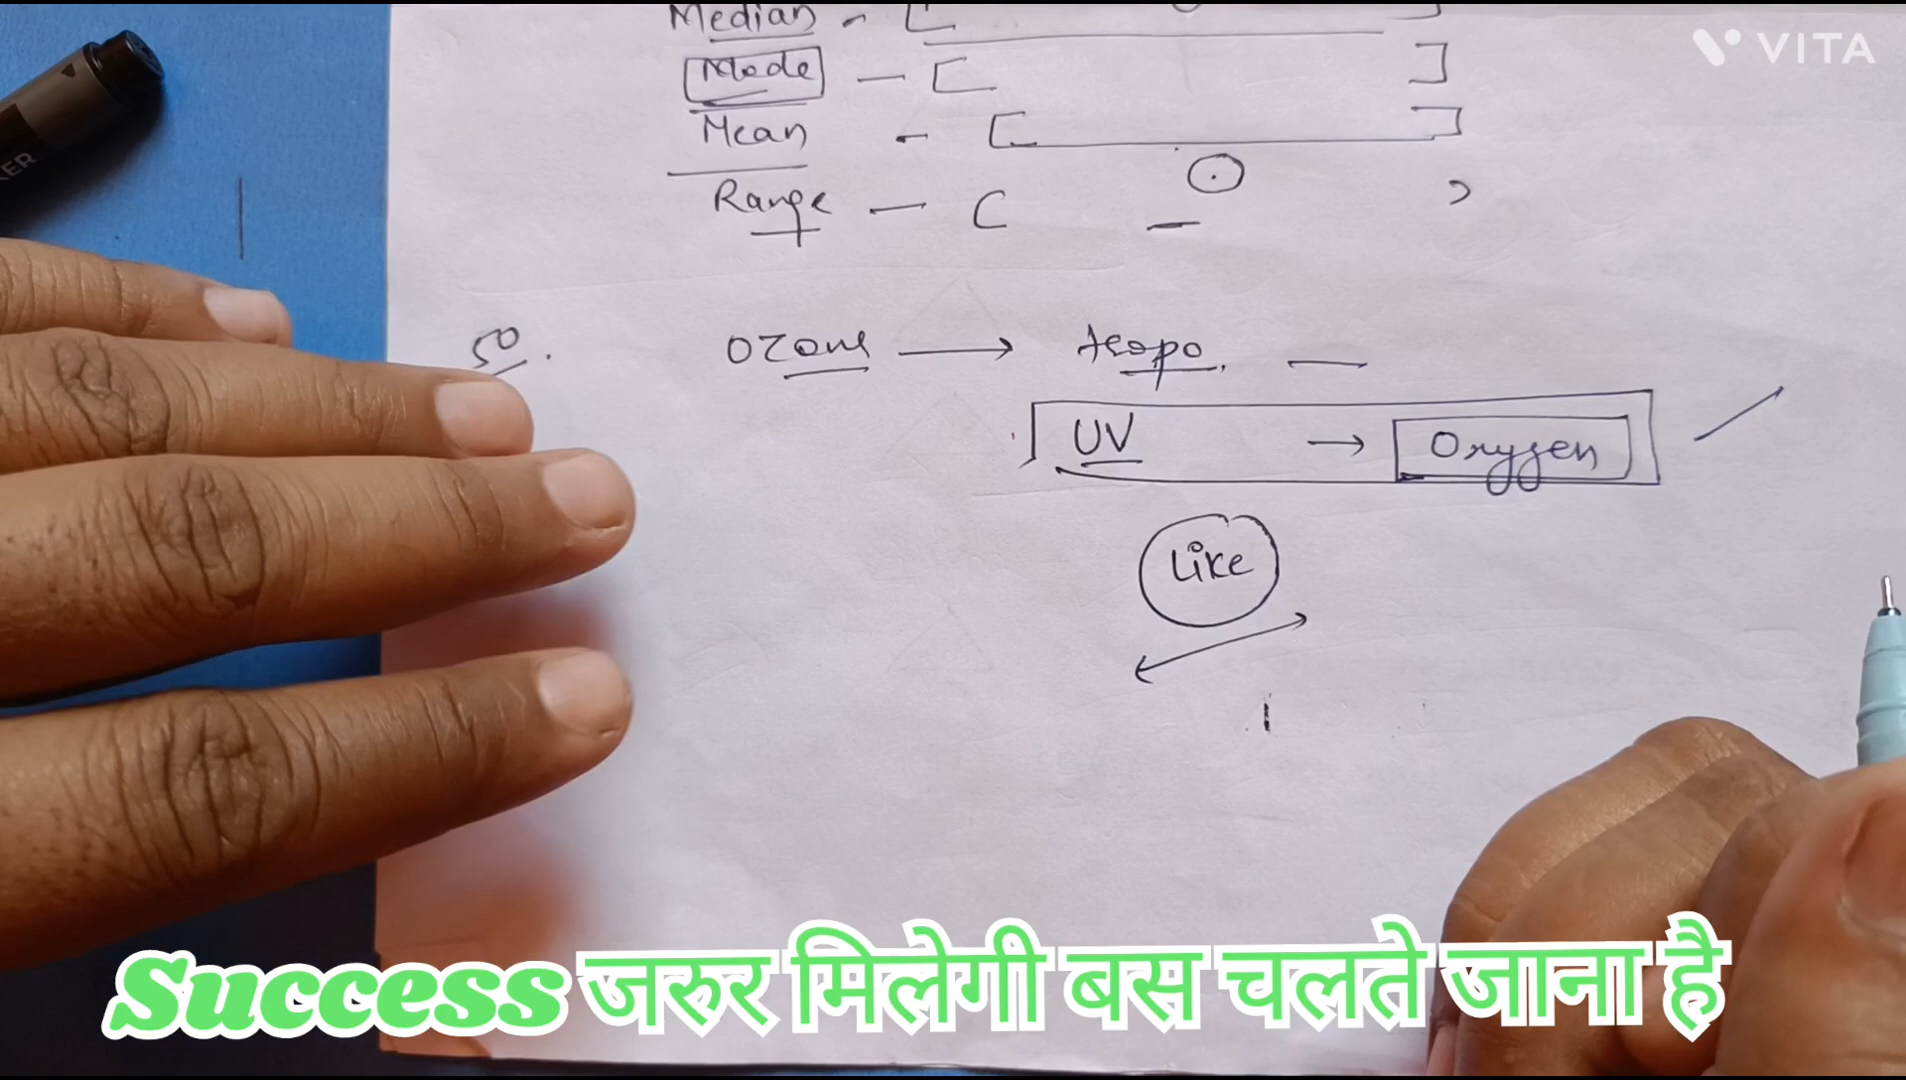 VITA
Median - [ ]
Mode - [ ]
Mean - [ ]
Range - ( - )
50. Ozone → tropo. —
UV → Oxygen
Like
Success जरुर मिलेगी बस चलते जाना है